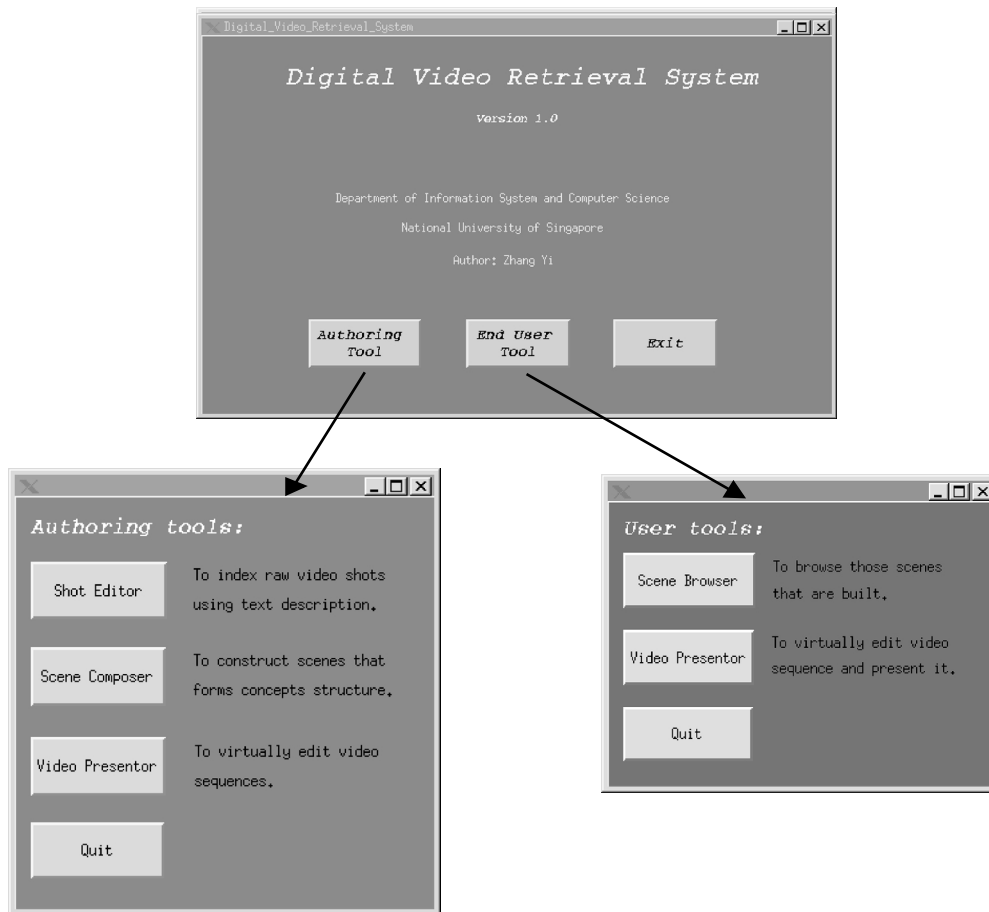 Digital_Video_Retrieval_System
Digital Video Retrieval System
Version 1.0
Department of Information System and Computer Science
National University of Singapore
Author: Zhang Yi
Authoring
Tool
End User
Tool
Exit
Authoring tools:
Shot Editor
To index raw video shots
using text description.
Scene Composer
To construct scenes that
forms concepts structure.
Video Presentor
To virtually edit video
sequences.
Quit
User tools:
Scene Browser
To browse those scenes
that are built.
Video Presentor
To virtually edit video
sequence and present it.
Quit